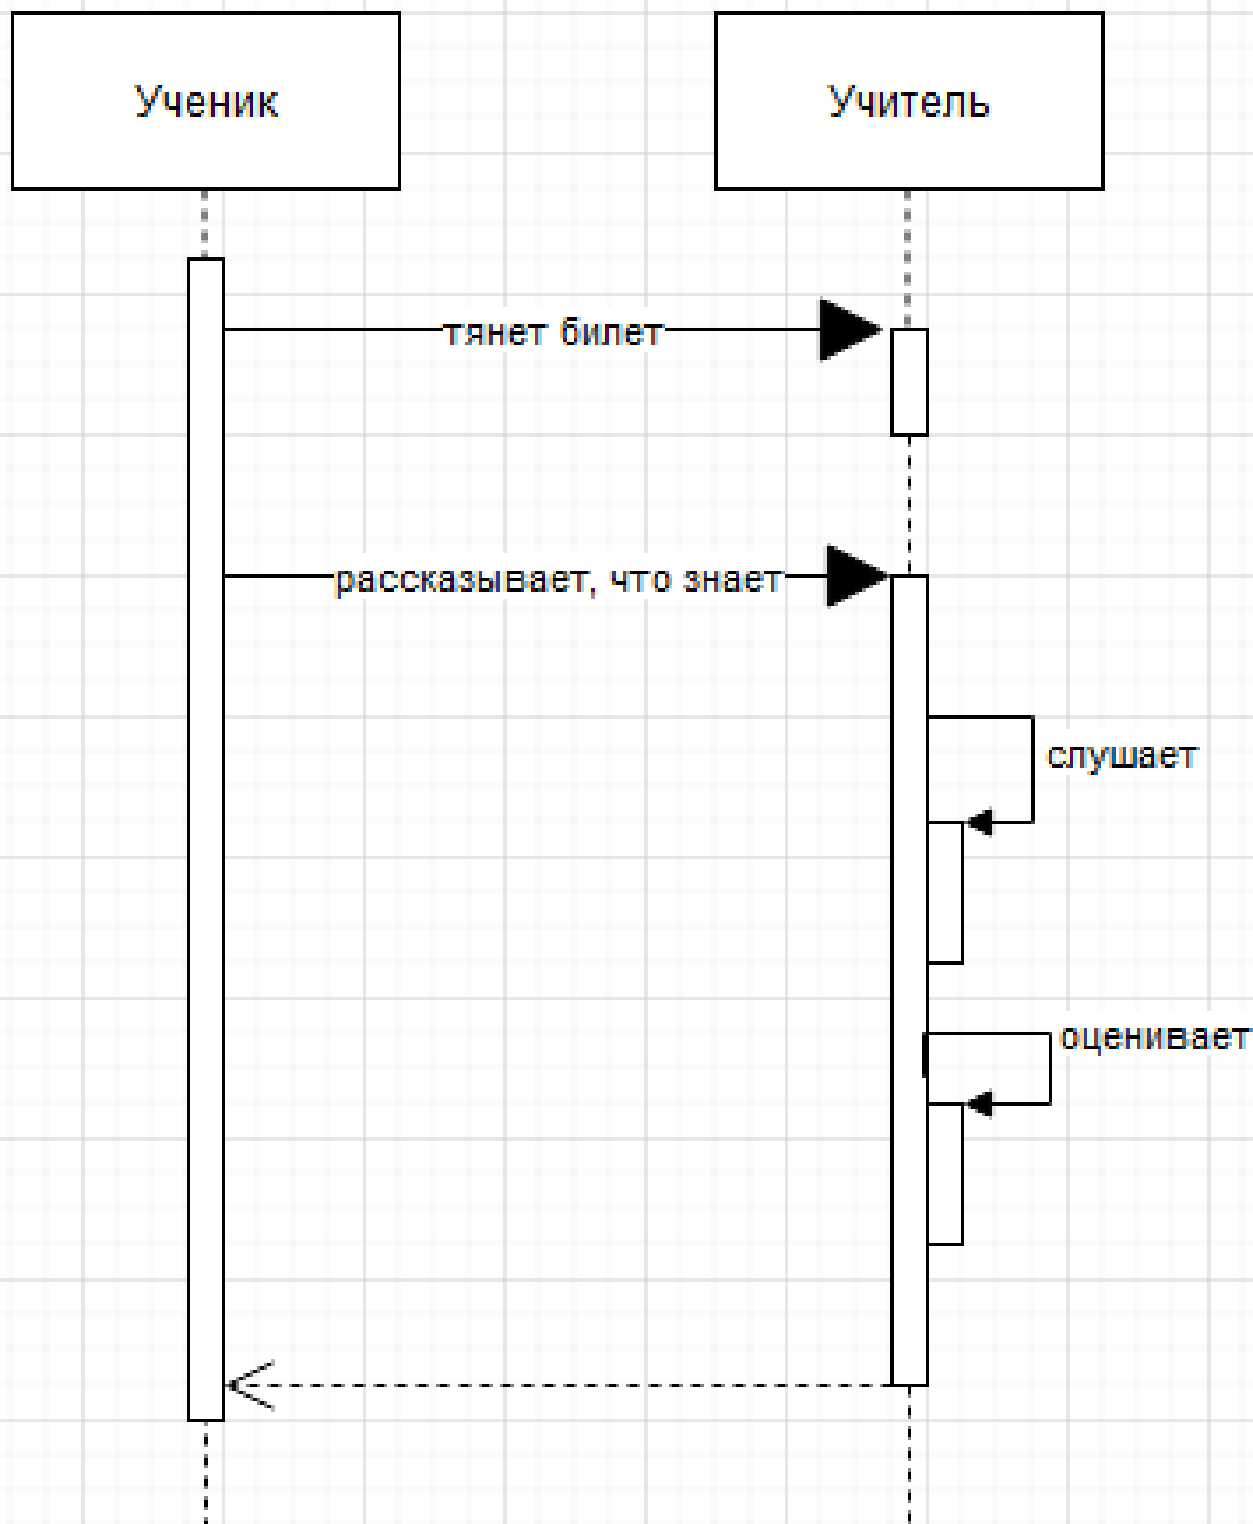 Ученик
Учитель
тянет билет
рассказывает, что знает
слушает
оценивает